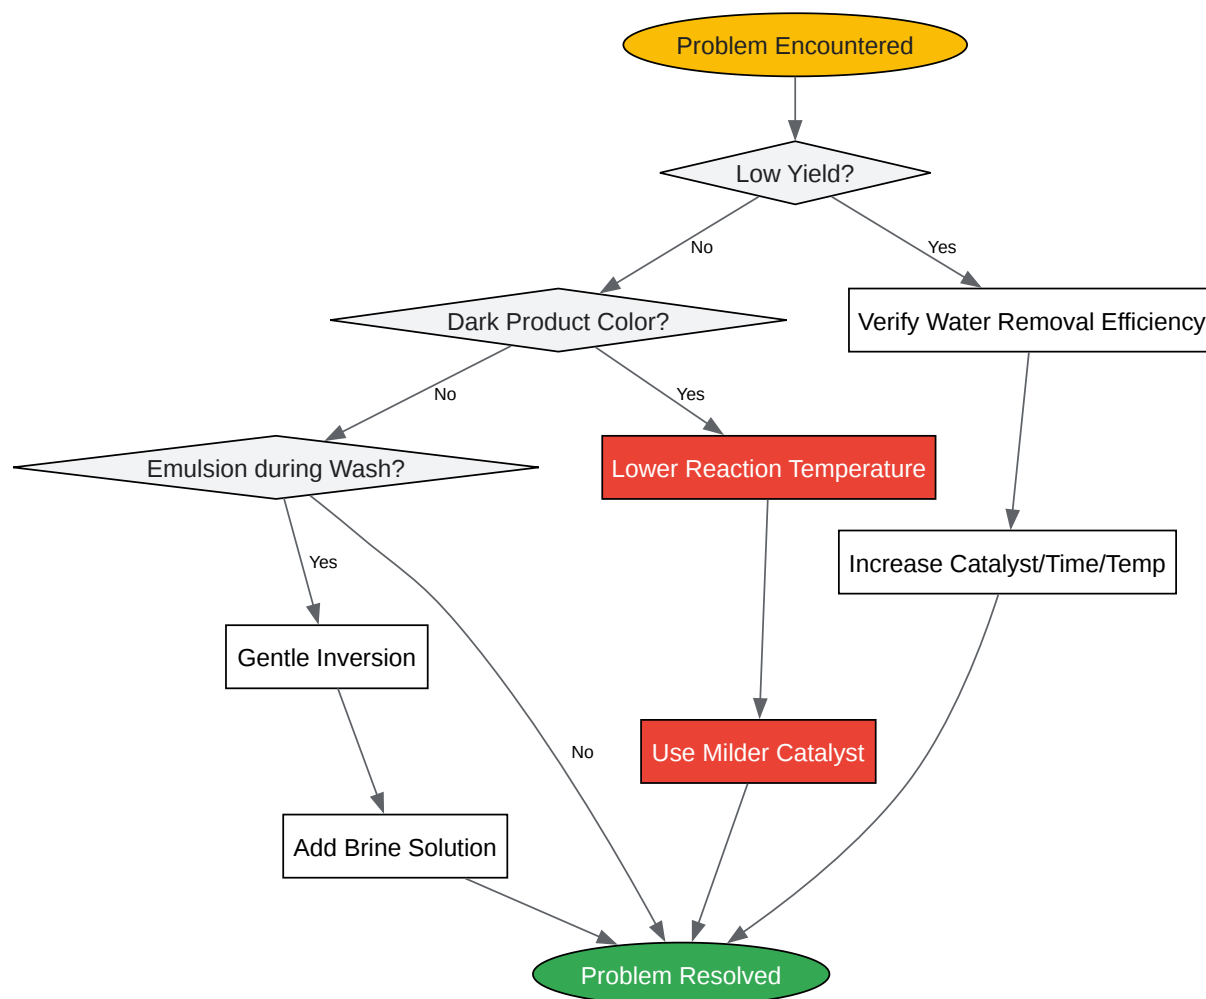 Problem Encountered
Low Yield?
No
Yes
Dark Product Color?
Verify Water Removal Efficiency
No
Yes
Emulsion during Wash?
Lower Reaction Temperature
Yes
Increase Catalyst/Time/Temp
Gentle Inversion
No
Use Milder Catalyst
Add Brine Solution
Problem Resolved